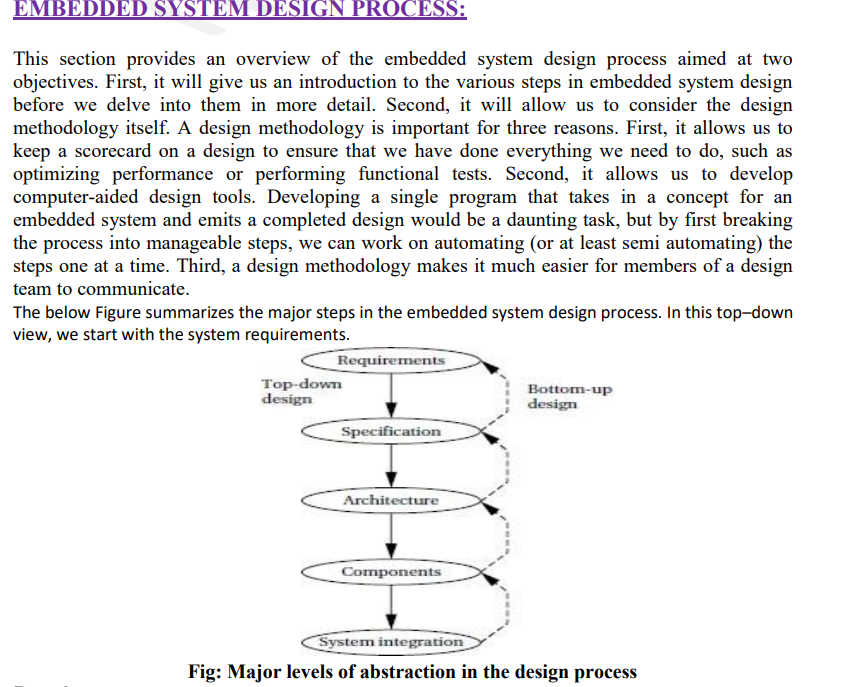 EMBEDDED SYSTEM DESIGN PROCESS:
This section provides an overview of the embedded system design process aimed at two
objectives. First, it will give us an introduction to the various steps in embedded system design
before we delve into them in more detail. Second, it will allow us to consider the design
methodology itself. A design methodology is important for three reasons. First, it allows us to
keep a scorecard on a design to ensure that we have done everything we need to do, such as
optimizing performance or performing functional tests. Second, it allows us to develop
computer-aided design tools. Developing a single program that takes in a concept for an
embedded system and emits a completed design would be a daunting task, but by first breaking
the process into manageable steps, we can work on automating (or at least semi automating) the
steps one at a time. Third, a design methodology makes it much easier for members of a design
team to communicate.
The below Figure summarizes the major steps in the embedded system design process. In this top–down
view, we start with the system requirements.
Requirements
Top-down
design
Bottom-up
design
Specification
Architecture
Components
System integration
Fig: Major levels of abstraction in the design process